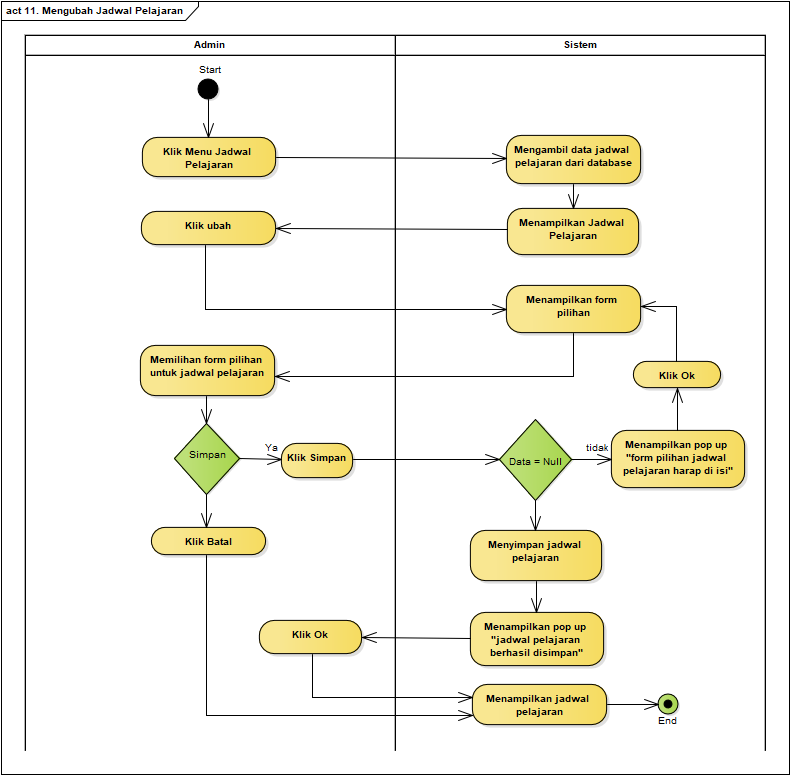 act 11. Mengubah Jadwal Pelajaran
Admin
Sistem
Start
Klik Menu Jadwal
Pelajaran
Mengambil data jadwal
pelajaran dari database
Klik ubah
Menampilkan Jadwal
Pelajaran
Menampilkan form
pilihan
Memilihan form pilihan
untuk jadwal pelajaran
Klik Ok
Simpan
Ya
Klik Simpan
Data = Null
tidak
Menampilkan pop up
"form pilihan jadwal
pelajaran harap di isi"
Klik Batal
Menyimpan jadwal
pelajaran
Klik Ok
Menampilkan pop up
"jadwal pelajaran
berhasil disimpan"
Menampilkan jadwal
pelajaran
End